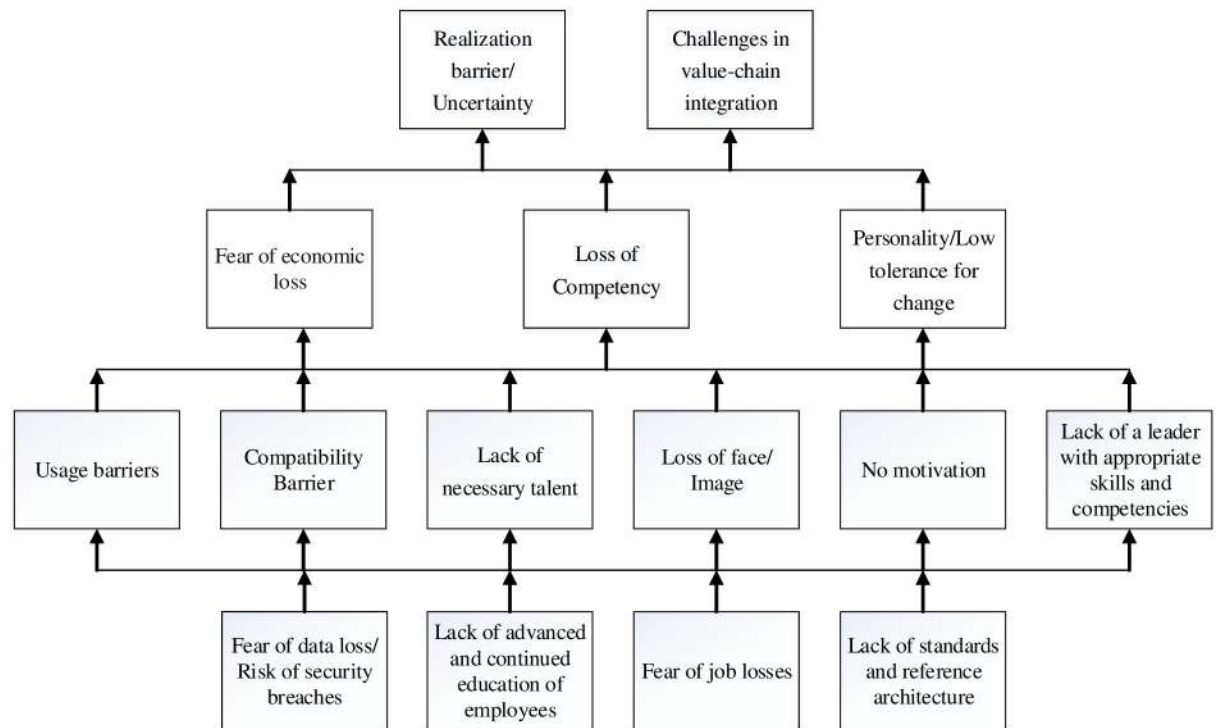 Realization
barrier/
Uncertainty
Challenges in
value-chain
integration
Fear of economic
loss
Loss of
Competency
Personality/Low
tolerance for
change
Usage barriers
Compatibility
Barrier
Lack of
necessary talent
Loss of face/
Image
No motivation
Lack of a leader
with appropriate
skills and
competencies
Fear of data loss/
Risk of security
breaches
Lack of advanced
and continued
education of
employees
Fear of job losses
Lack of standards
and reference
architecture